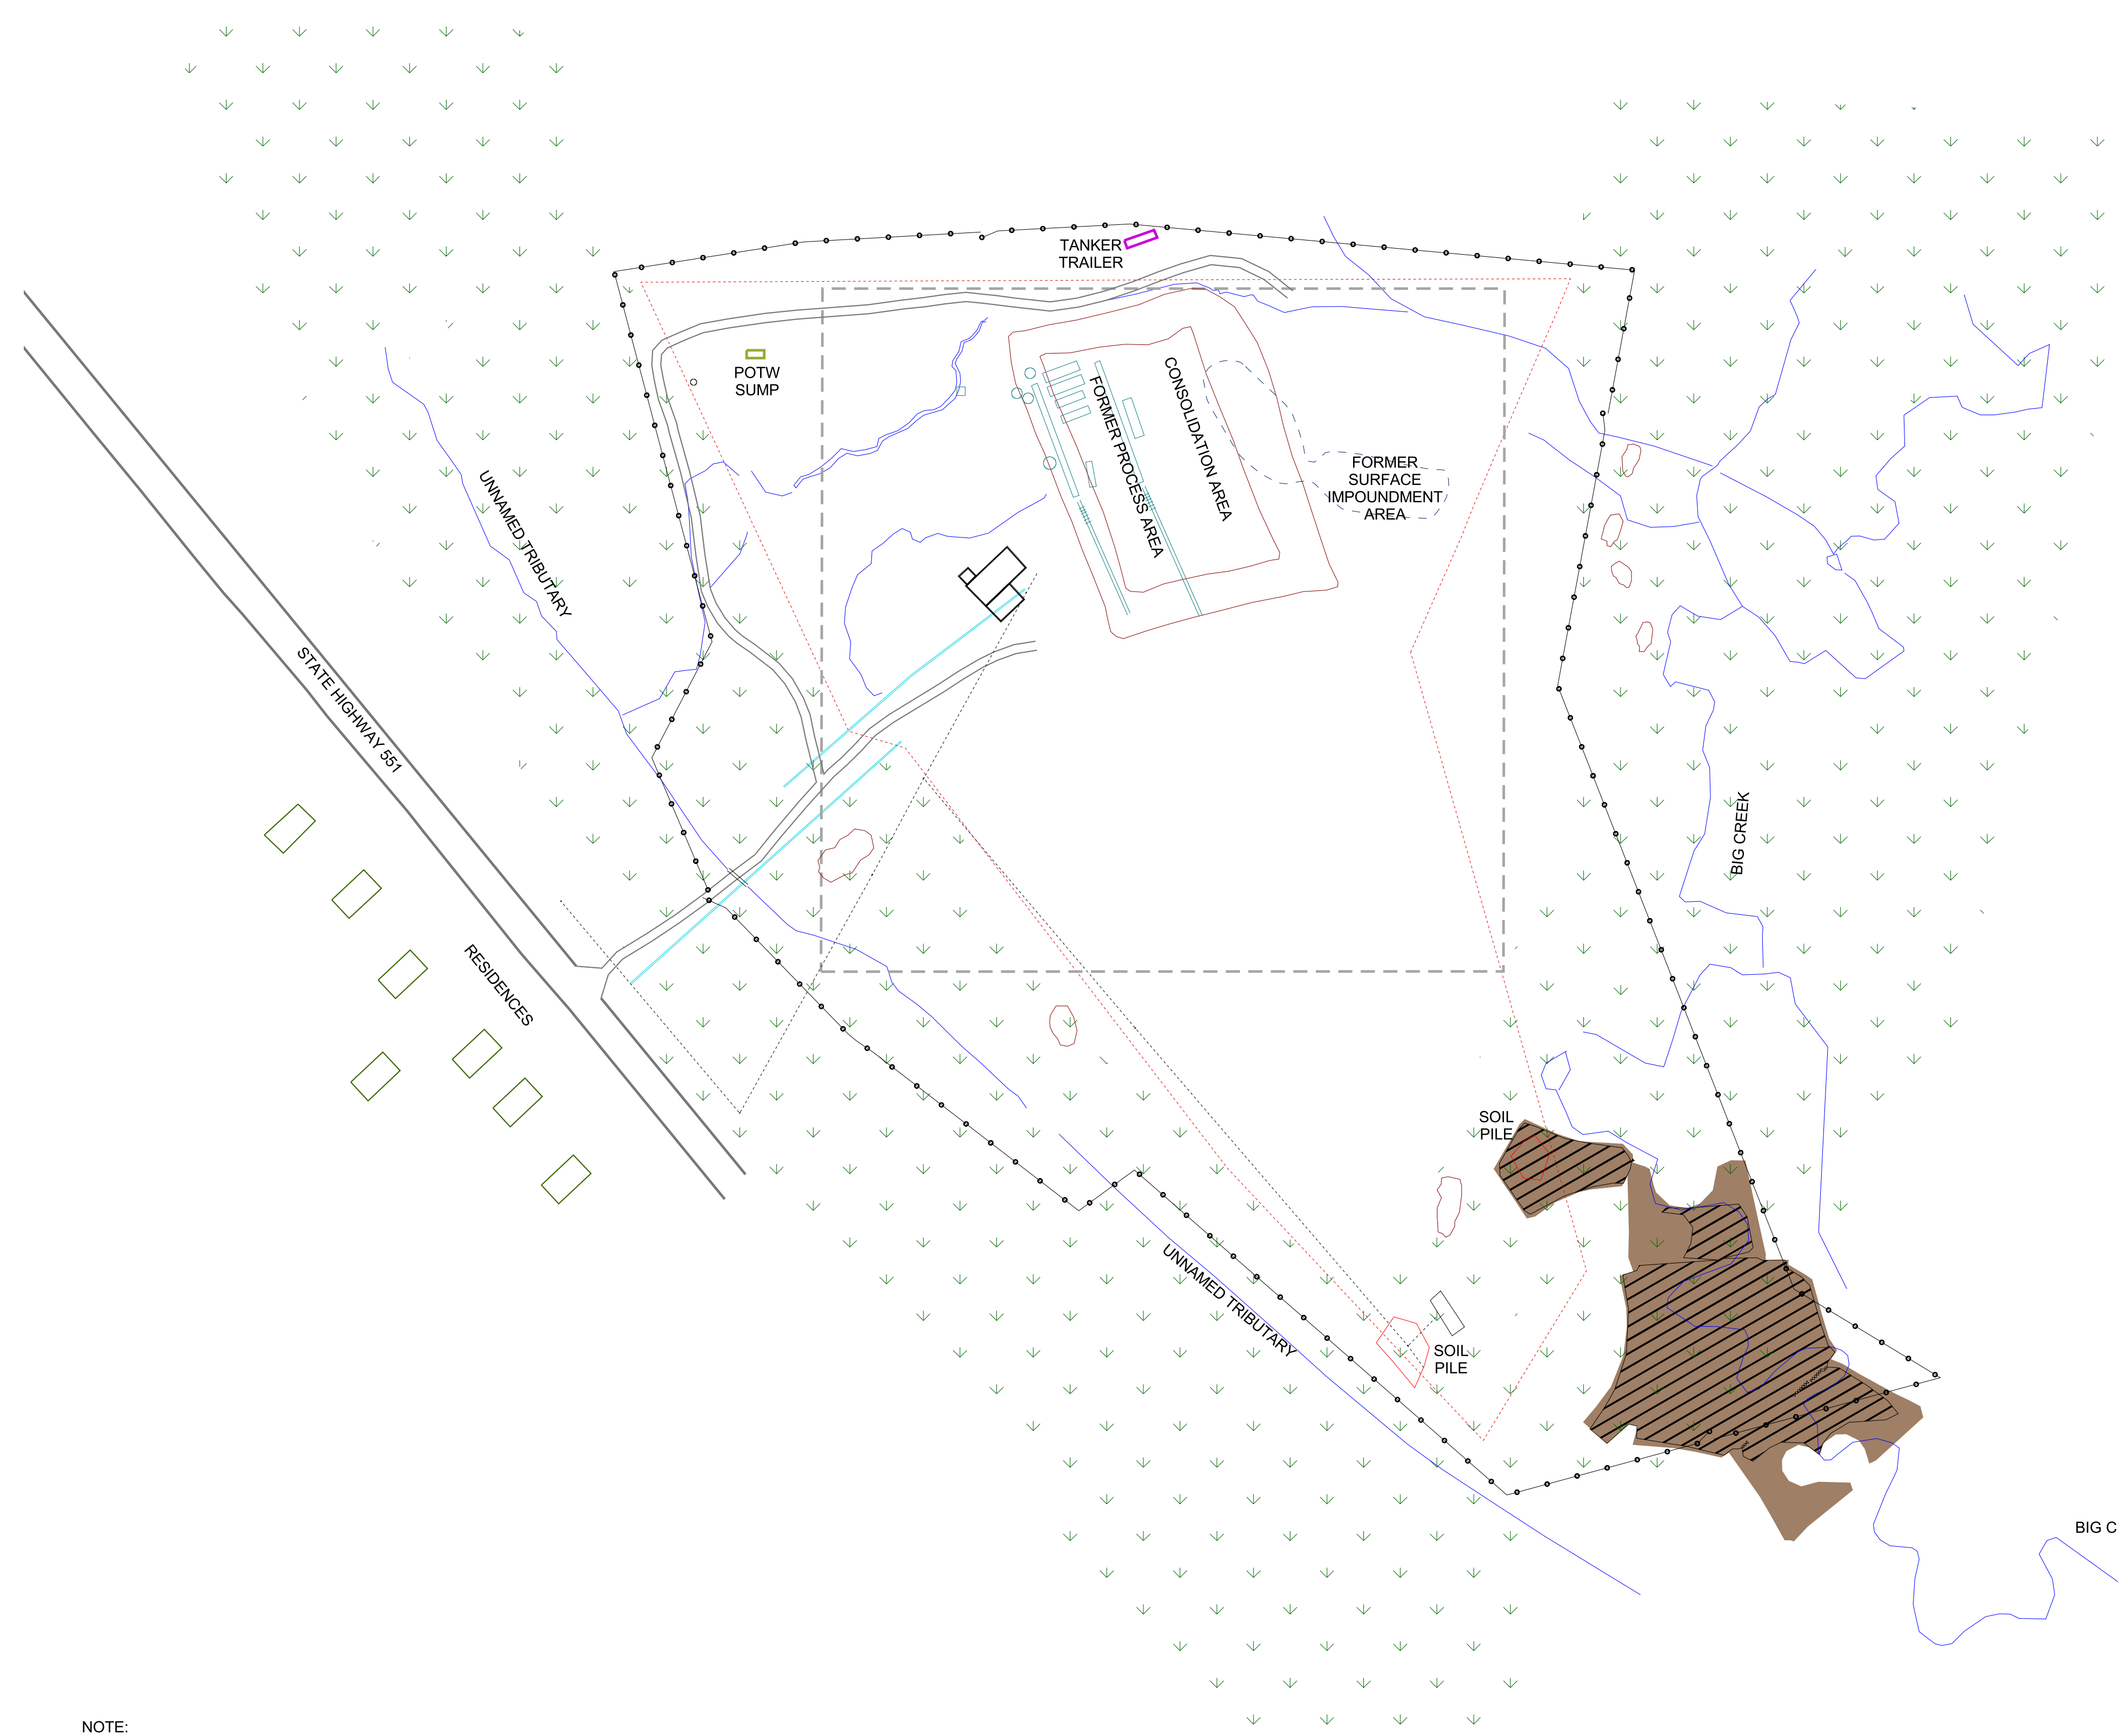 TANKER
TRAILER
POTW
SUMP
CONSOLIDATION AREA
FORMER PROCESS AREA
FORMER
SURFACE
IMPOUNDMENT
AREA
UNNAMED TRIBUTARY
STATE HIGHWAY 551
BIG CREEK
RESIDENCES
SOIL
PILE
UNNAMED TRIBUTARY
SOIL
PILE
BIG C
NOTE: